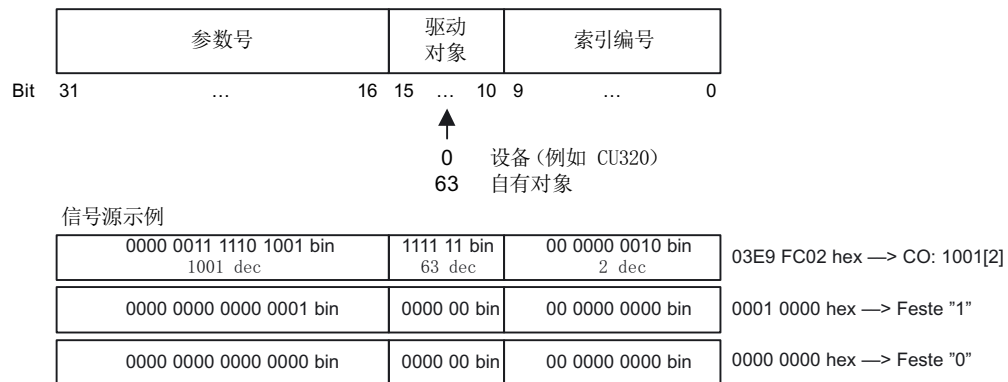 参数号 驱动对象 索引编号
Bit 31 ... 16 15 ... 10 9 ... 0
0 设备(例如 CU320)
63 自有对象
信号源示例
0000 0011 1110 1001 bin 1111 11 bin 00 0000 0010 bin
1001 dec 63 dec 2 dec
03E9 FC02 hex —> CO: 1001[2]
0000 0000 0000 0001 bin 0000 00 bin 00 0000 0000 bin 0001 0000 hex —> Feste ”1”
0000 0000 0000 0000 bin 0000 00 bin 00 0000 0000 bin 0000 0000 hex —> Feste ”0”